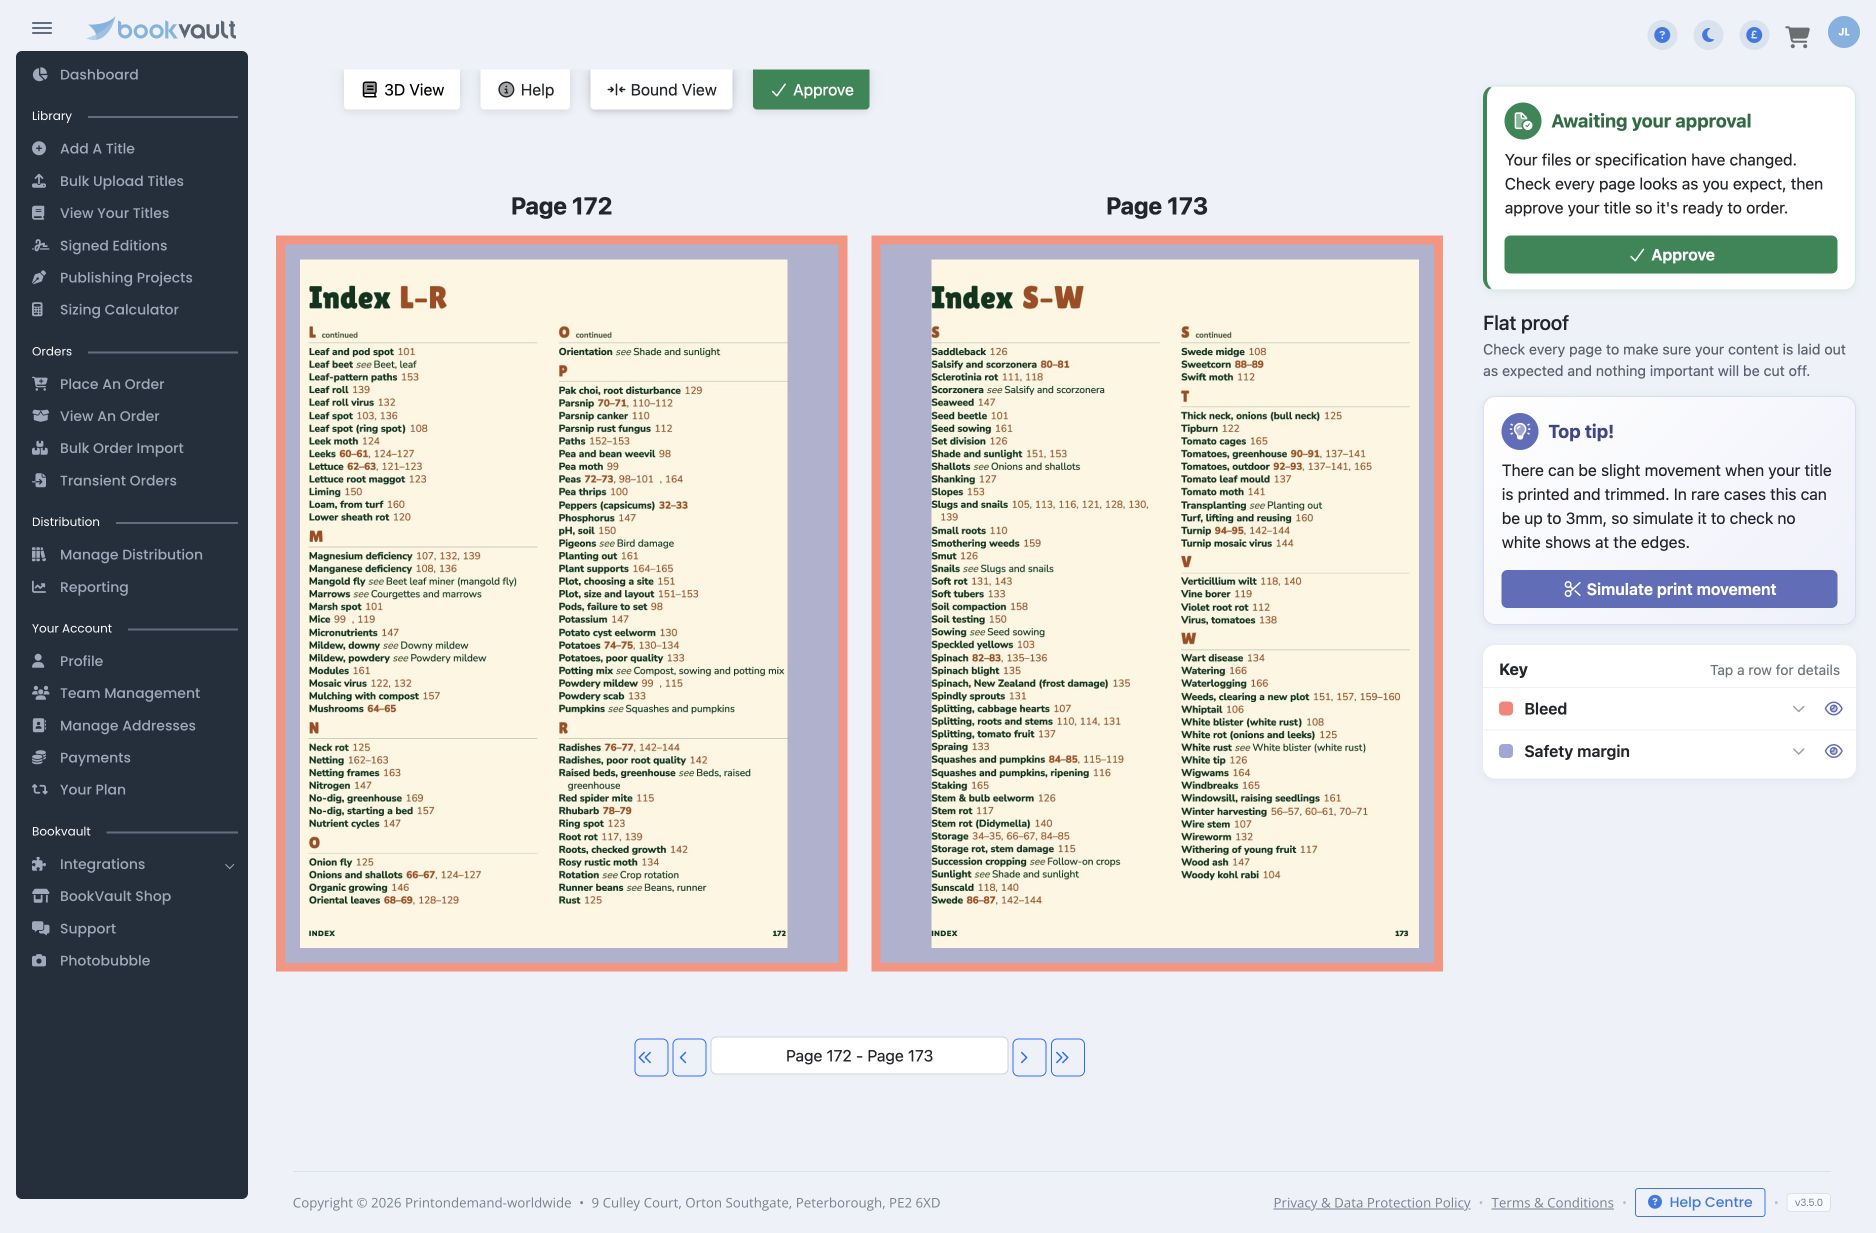 bookvault
JL
Dashboard
Library
Add A Title
Bulk Upload Titles
View Your Titles
Signed Editions
Publishing Projects
Sizing Calculator
Orders
Place An Order
View An Order
Bulk Order Import
Transient Orders
Distribution
Manage Distribution
Reporting
Your Account
Profile
Team Management
Manage Addresses
Payments
Your Plan
Bookvault
Integrations
BookVault Shop
Support
Photobubble
3D View
Help
Bound View
Approve
Page 172
Index L–R
L continued
Leaf and pod spot 101
Leaf beet see Beet, leaf
Leaf-pattern paths 153
Leaf roll 139
Leaf roll virus 132
Leaf spot 103, 136
Leaf spot (ring spot) 108
Leek moth 124
Leeks 60–61, 124–127
Lettuce 62–63, 121–123
Lettuce root maggot 123
Liming 150
Loam, from turf 160
Lower sheath rot 120
M
Magnesium deficiency 107, 132, 139
Manganese deficiency 108, 136
Mangold fly see Beet leaf miner (mangold fly)
Marrows see Courgettes and marrows
Marsh spot 101
Mice 99 , 119
Micronutrients 147
Mildew, downy see Downy mildew
Mildew, powdery see Powdery mildew
Modules 161
Mosaic virus 122, 132
Mulching with compost 157
Mushrooms 64–65
N
Neck rot 125
Netting 162–163
Netting frames 163
Nitrogen 147
No-dig, greenhouse 169
No-dig, starting a bed 157
Nutrient cycles 147
O
Onion fly 125
Onions and shallots 66–67, 124–127
Organic growing 146
Oriental leaves 68–69, 128–129
O continued
Orientation see Shade and sunlight
P
Pak choi, root disturbance 129
Parsnip 70–71, 110–112
Parsnip canker 110
Parsnip rust fungus 112
Paths 152–153
Pea and bean weevil 98
Pea moth 99
Peas 72–73, 98–101 , 164
Pea thrips 100
Peppers (capsicums) 32–33
Phosphorus 147
pH, soil 150
Pigeons see Bird damage
Planting out 161
Plant supports 164–165
Plot, choosing a site 151
Plot, size and layout 151–153
Pods, failure to set 98
Potassium 147
Potato cyst eelworm 130
Potatoes 74–75, 130–134
Potatoes, poor quality 133
Potting mix see Compost, sowing and potting mix
Powdery mildew 99 , 115
Powdery scab 133
Pumpkins see Squashes and pumpkins
R
Radishes 76–77, 142–144
Radishes, poor root quality 142
Raised beds, greenhouse see Beds, raised
greenhouse
Red spider mite 115
Rhubarb 78–79
Ring spot 123
Root rot 117, 139
Roots, checked growth 142
Rosy rustic moth 134
Rotation see Crop rotation
Runner beans see Beans, runner
Rust 125
INDEX
172
Page 173
Index S–W
S
Saddleback 126
Salsify and scorzonera 80–81
Sclerotinia rot 111, 118
Scorzonera see Salsify and scorzonera
Seaweed 147
Seed beetle 101
Seed sowing 161
Set division 126
Shade and sunlight 151, 153
Shallots see Onions and shallots
Shanking 127
Slopes 153
Slugs and snails 105, 113, 116, 121, 128, 130,
139
Small roots 110
Smothering weeds 159
Smut 126
Snails see Slugs and snails
Soft rot 131, 143
Soft tubers 133
Soil compaction 158
Soil testing 150
Sowing see Seed sowing
Speckled yellows 103
Spinach 82–83, 135–136
Spinach blight 135
Spinach, New Zealand (frost damage) 135
Spindly sprouts 131
Splitting, cabbage hearts 107
Splitting, roots and stems 110, 114, 131
Splitting, tomato fruit 137
Spraing 133
Squashes and pumpkins 84–85, 115–119
Squashes and pumpkins, ripening 116
Staking 165
Stem & bulb eelworm 126
Stem rot 117
Stem rot (Didymella) 140
Storage 34–35, 66–67, 84–85
Storage rot, stem damage 115
Succession cropping see Follow-on crops
Sunlight see Shade and sunlight
Sunscald 118, 140
Swede 86–87, 142–144
S continued
Swede midge 108
Sweetcorn 88–89
Swift moth 112
T
Thick neck, onions (bull neck) 125
Tipburn 122
Tomato cages 165
Tomatoes, greenhouse 90–91, 137–141
Tomatoes, outdoor 92–93, 137–141, 165
Tomato leaf mould 137
Tomato moth 141
Transplanting see Planting out
Turf, lifting and reusing 160
Turnip 94–95, 142–144
Turnip mosaic virus 144
V
Verticillium wilt 118, 140
Vine borer 119
Violet root rot 112
Virus, tomatoes 138
W
Wart disease 134
Watering 166
Waterlogging 166
Weeds, clearing a new plot 151, 157, 159–160
Whiptail 106
White blister (white rust) 108
White rot (onions and leeks) 125
White rust see White blister (white rust)
White tip 126
Wigwams 164
Windbreaks 165
Windowsill, raising seedlings 161
Winter harvesting 56–57, 60–61, 70–71
Wire stem 107
Wireworm 132
Withering of young fruit 117
Wood ash 147
Woody kohl rabi 104
INDEX
173
Page 172 - Page 173
Awaiting your approval
Your files or specification have changed.
Check every page looks as you expect, then
approve your title so it's ready to order.
Approve
Flat proof
Check every page to make sure your content is laid out
as expected and nothing important will be cut off.
Top tip!
There can be slight movement when your title
is printed and trimmed. In rare cases this can
be up to 3mm, so simulate it to check no
white shows at the edges.
Simulate print movement
Key
Tap a row for details
Bleed
Safety margin
Copyright © 2026 Printondemand-worldwide • 9 Culley Court, Orton Southgate, Peterborough, PE2 6XD
Privacy & Data Protection Policy • Terms & Conditions • Help Centre • v3.5.0